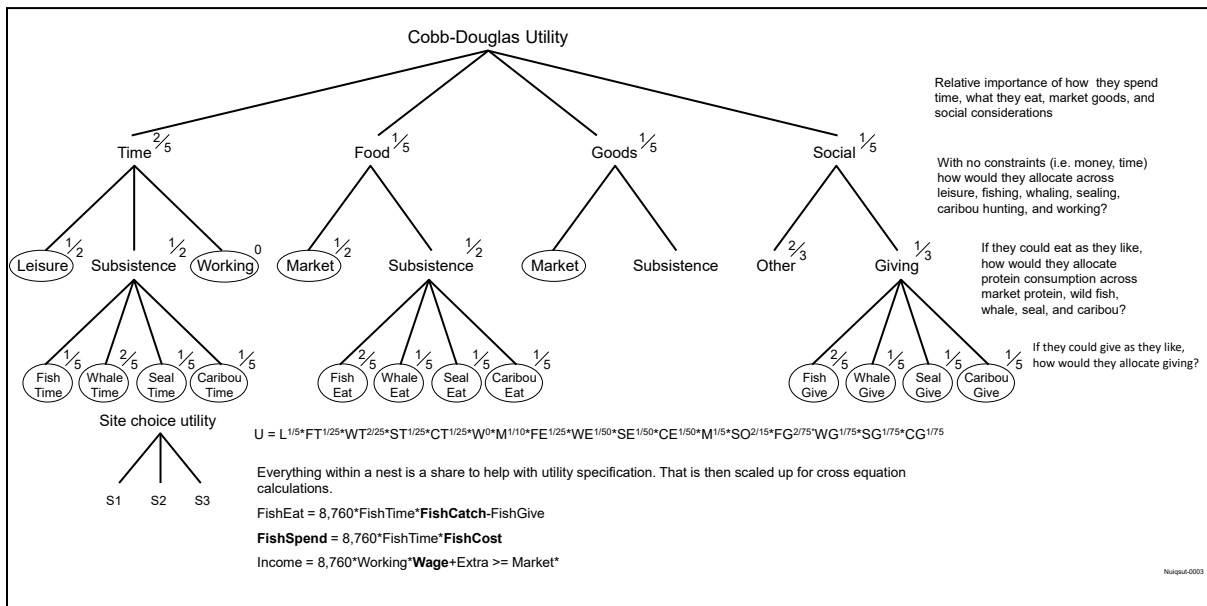 Cobb-Douglas Utility
Relative importance of how they spend
time, what they eat, market goods, and
social considerations
Time 2/5
Food 1/5
Goods 1/5
Social 1/5
With no constraints (i.e. money, time)
how would they allocate across
leisure, fishing, whaling, sealing,
caribou hunting, and working?
Leisure 1/2
Subsistence 1/2
Working 0
Market 1/2
Subsistence 1/2
Market
Subsistence
Other 2/3
Giving 1/3
If they could eat as they like,
how would they allocate
protein consumption across
market protein, wild fish,
whale, seal, and caribou?
Fish
Time 1/5
Whale
Time 2/5
Seal
Time 1/5
Caribou
Time 1/5
Fish
Eat 2/5
Whale
Eat 1/5
Seal
Eat 1/5
Caribou
Eat 1/5
Fish
Give 2/5
Whale
Give 1/5
Seal
Give 1/5
Caribou
Give 1/5
If they could give as they like,
how would they allocate giving?
Site choice utility
S1 S2 S3
U = L^1/5*FT^1/25*WT^2/25*ST^1/25*CT^1/25*W^0*M^1/10*FE^1/25*WE^1/50*SE^1/50*CE^1/50*M^1/5*SO^2/15*FG^2/75*WG^1/75*SG^1/75*CG^1/75
Everything within a nest is a share to help with utility specification. That is then scaled up for cross equation
calculations.
FishEat = 8,760*FishTime*FishCatch-FishGive
FishSpend = 8,760*FishTime*FishCost
Income = 8,760*Working*Wage+Extra >= Market*
Nuiqsut-0003